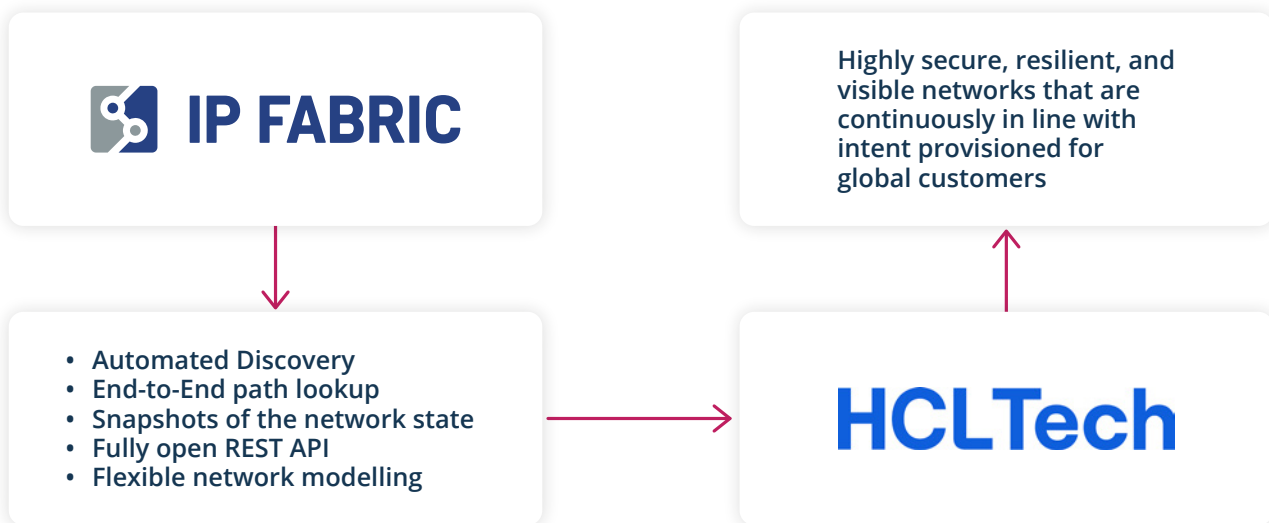 IP FABRIC
Highly secure, resilient, and
visible networks that are
continuously in line with
intent provisioned for
global customers
• Automated Discovery
• End-to-End path lookup
• Snapshots of the network state
• Fully open REST API
• Flexible network modelling
HCLTech